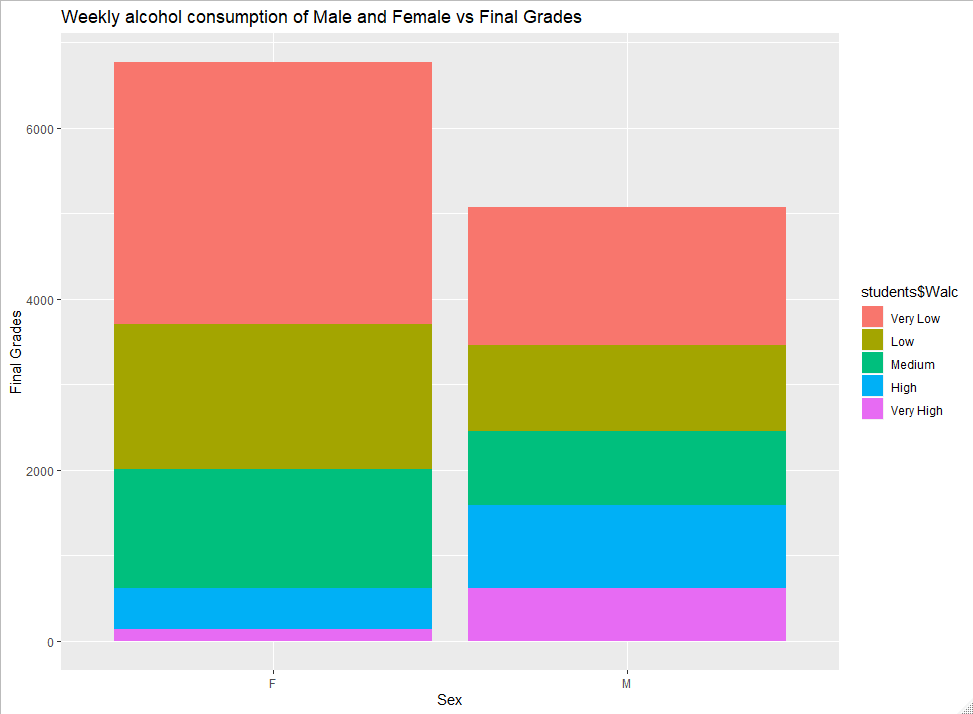 Weekly alcohol consumption of Male and Female vs Final Grades
6000
4000
2000
0
Final Grades
F
M
Sex
students$Walc
Very Low
Low
Medium
High
Very High